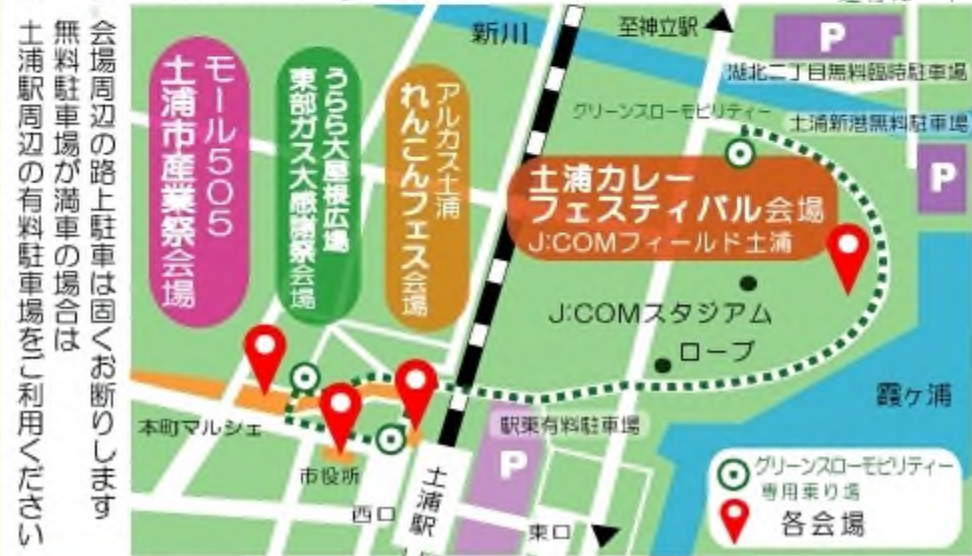 会場周辺の路上駐車は固くお断りします
無料駐車場が満車の場合は
土浦駅周辺の有料駐車場をご利用ください
モール505
土浦市産業祭会場
うらら大屋根広場
東部ガス大感謝祭会場
アルカス土浦
れんこんフェス会場
新川
至神立駅
P
湖北二丁目無料臨時駐車場
グリーンスローモビリティー
土浦新港無料駐車場
P
土浦カレー
フェスティバル会場
J:COMフィールド土浦
J:COMスタジアム
ローブ
霞ヶ浦
本町マルシェ
市役所
駅東有料駐車場
P
土浦駅
西口
東口
グリーンスローモビリティー
専用乗り場
各会場